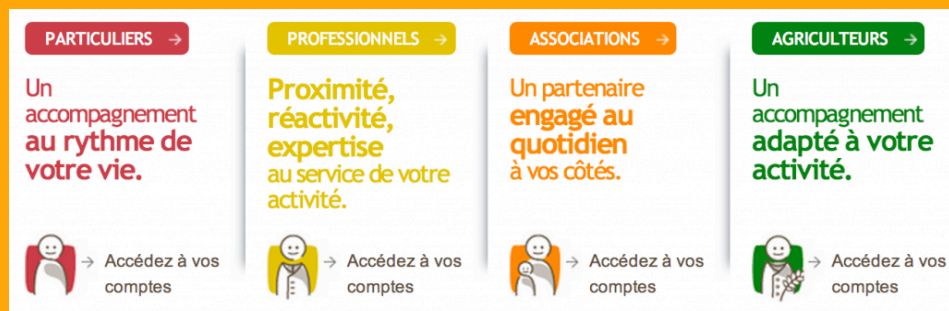 PARTICULIERS →
Un
accompagnement
au rythme de
votre vie.
→ Accédez à vos
comptes
PROFESSIONNELS →
Proximité,
réactivité,
expertise
au service de votre
activité.
→ Accédez à vos
comptes
ASSOCIATIONS →
Un partenaire
engagé au
quotidien
à vos côtés.
→ Accédez à vos
comptes
AGRICULTEURS →
Un
accompagnement
adapté à votre
activité.
→ Accédez à vos
comptes